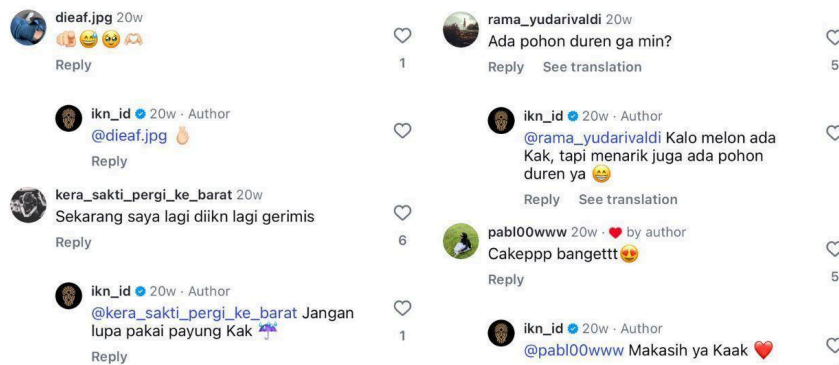 dieaf.jpg 20w
🫵😅🥹🫶
Reply
1
ikn_id 20w · Author
@dieaf.jpg 🫰
Reply
kera_sakti_pergi_ke_barat 20w
Sekarang saya lagi diikn lagi gerimis
Reply
6
ikn_id 20w · Author
@kera_sakti_pergi_ke_barat Jangan
lupa pakai payung Kak ☔
1
Reply
rama_yudarivaldi 20w
Ada pohon duren ga min?
Reply See translation
5
ikn_id 20w · Author
@rama_yudarivaldi Kalo melon ada
Kak, tapi menarik juga ada pohon
duren ya 😁
Reply See translation
pabl00www 20w · ❤️ by author
Cakeppp bangettt😍
Reply
5
ikn_id 20w · Author
@pabl00www Makasih ya Kaak ❤️